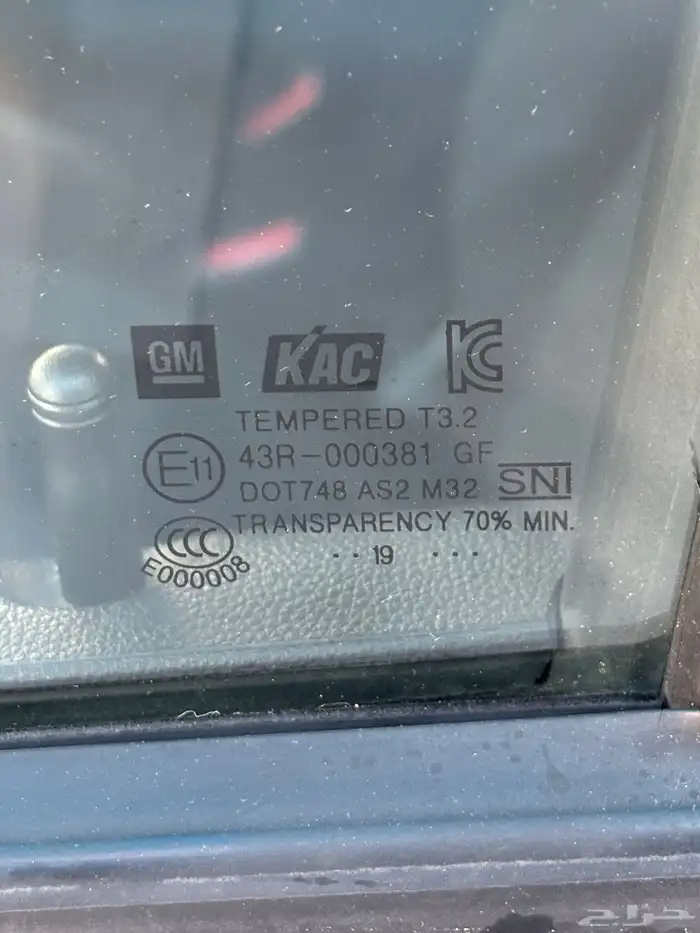 GM KAC KC
TEMPERED T3.2
E11 43R-000381 GF
DOT748 AS2 M32 SNI
CCC TRANSPARENCY 70% MIN.
E000008 ·· 19 ···
حراج